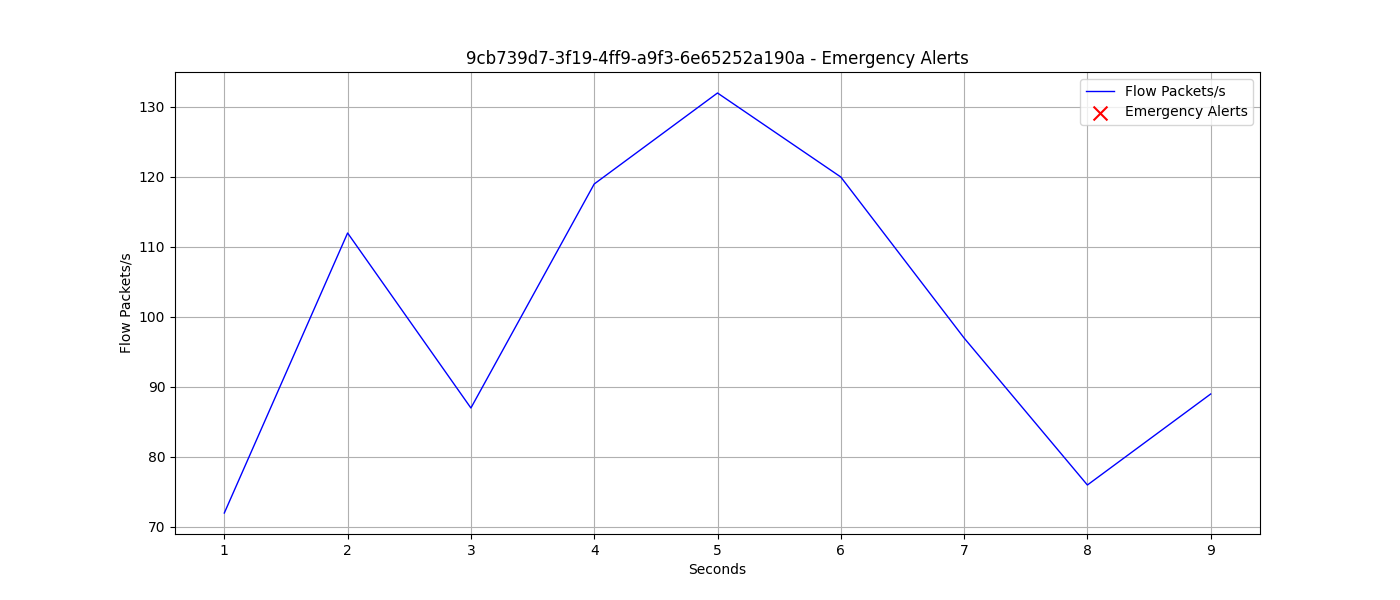 9cb739d7-3f19-4ff9-a9f3-6e65252a190a - Emergency Alerts
Flow Packets/s
Emergency Alerts
130
120
110
100
90
80
70
Flow Packets/s
1 2 3 4 5 6 7 8 9
Seconds